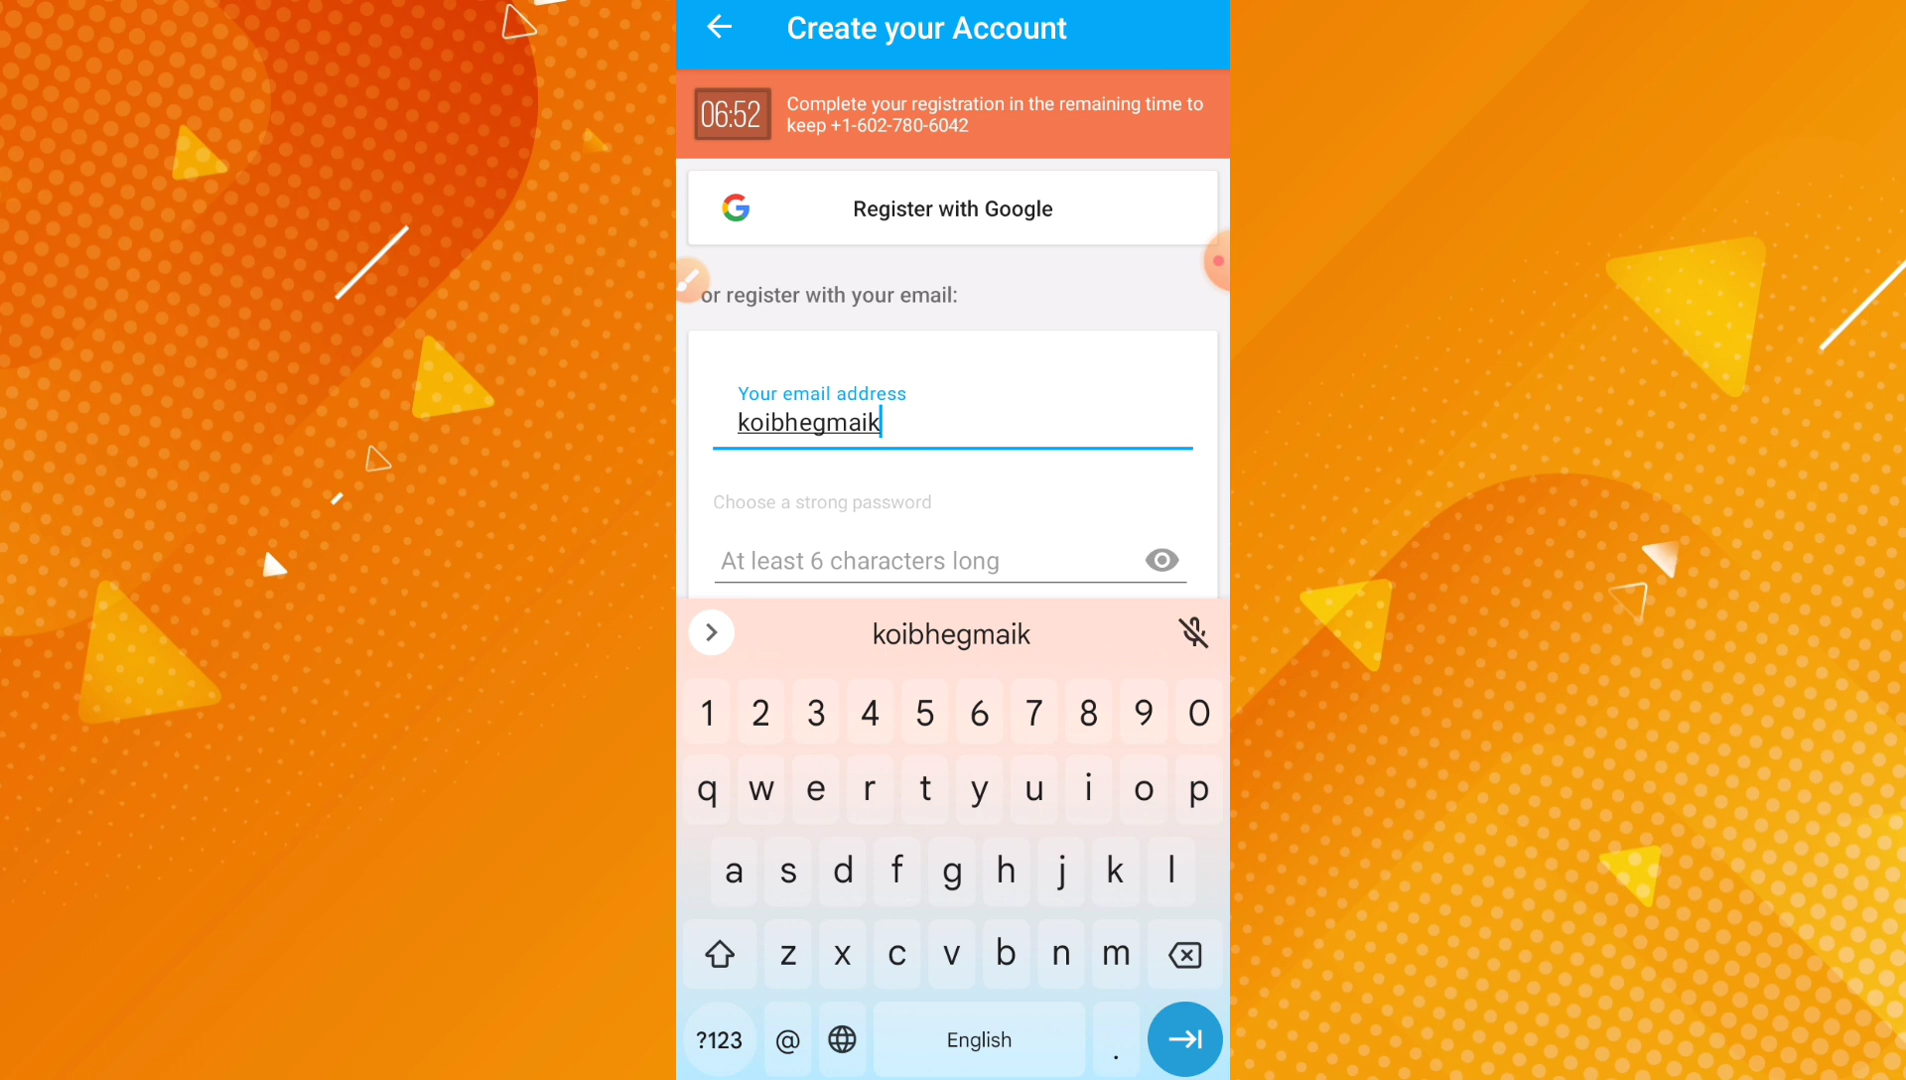 Create your Account
06:52
Complete your registration in the remaining time to
keep +1-602-780-6042
Register with Google
or register with your email:
Your email address
koibhegmaik
Choose a strong password
At least 6 characters long
koibhegmaik
1 2 3 4 5 6 7 8 9 0
q w e r t y u i o p
a s d f g h j k l
z x c v b n m
?123 @ English .